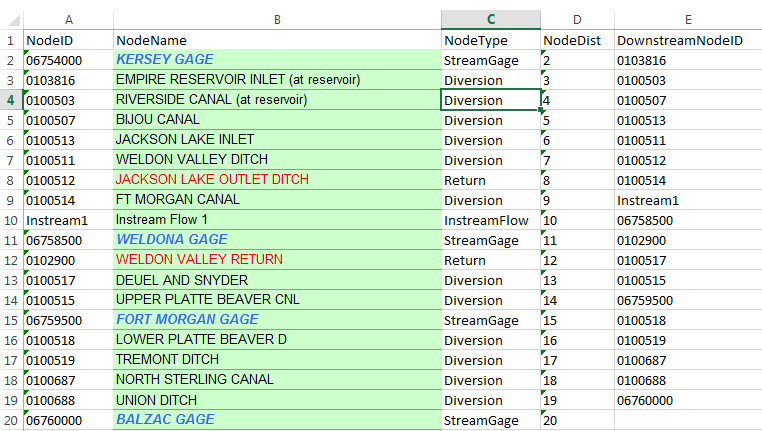 A B C D E
1 NodeID NodeName NodeType NodeDist DownstreamNodeID
2 06754000 KERSEY GAGE StreamGage 2 0103816
3 0103816 EMPIRE RESERVOIR INLET (at reservoir) Diversion 3 0100503
4 0100503 RIVERSIDE CANAL (at reservoir) Diversion 4 0100507
5 0100507 BIJOU CANAL Diversion 5 0100513
6 0100513 JACKSON LAKE INLET Diversion 6 0100511
7 0100511 WELDON VALLEY DITCH Diversion 7 0100512
8 0100512 JACKSON LAKE OUTLET DITCH Return 8 0100514
9 0100514 FT MORGAN CANAL Diversion 9 Instream1
10 Instream1 Instream Flow 1 InstreamFlow 10 06758500
11 06758500 WELDONA GAGE StreamGage 11 0102900
12 0102900 WELDON VALLEY RETURN Return 12 0100517
13 0100517 DEUEL AND SNYDER Diversion 13 0100515
14 0100515 UPPER PLATTE BEAVER CNL Diversion 14 06759500
15 06759500 FORT MORGAN GAGE StreamGage 15 0100518
16 0100518 LOWER PLATTE BEAVER D Diversion 16 0100519
17 0100519 TREMONT DITCH Diversion 17 0100687
18 0100687 NORTH STERLING CANAL Diversion 18 0100688
19 0100688 UNION DITCH Diversion 19 06760000
20 06760000 BALZAC GAGE StreamGage 20